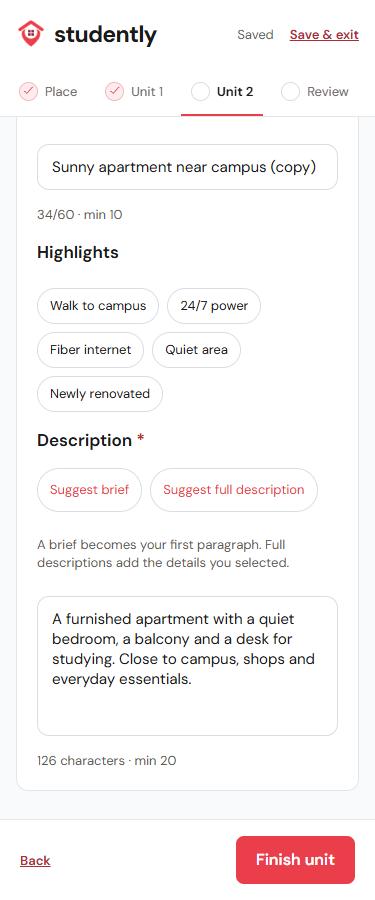 studently
Saved Save & exit
Place Unit 1 Unit 2 Review
Sunny apartment near campus (copy)
34/60 · min 10
Highlights
Walk to campus 24/7 power
Fiber internet Quiet area
Newly renovated
Description *
Suggest brief Suggest full description
A brief becomes your first paragraph. Full
descriptions add the details you selected.
A furnished apartment with a quiet
bedroom, a balcony and a desk for
studying. Close to campus, shops and
everyday essentials.
126 characters · min 20
Back Finish unit